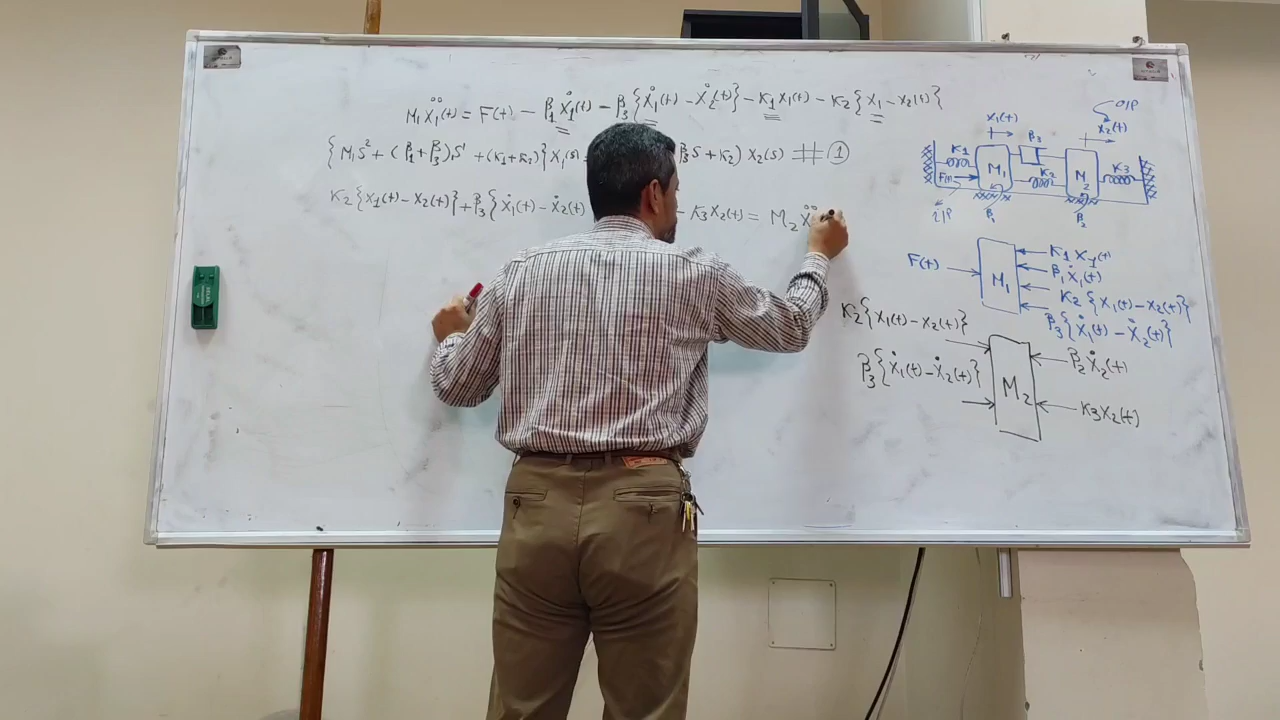 M₁ẍ₁(t) = F(t) - β₁ẋ₁(t) - β₃{ẋ₁(t) - ẋ₂(t)} - K₁x₁(t) - K₂{x₁ - x₂(t)}
{M₁S² + (β₁+β₃)S + (K₁+K₂)}X₁(s) β₃S + K₂) X₂(s) # ①
K₂{x₁(t) - x₂(t)} + β₃{ẋ₁(t) - ẋ₂(t) - K₃x₂(t) = M₂ẍ
O/P
x₁(t) x₂(t)
K₁ M₁ β₃ K₂ M₂ K₃
F(t)
i/P β₁ β₂
F(t) M₁ K₁x₁(t)
β₁ẋ₁(t)
K₂{x₁(t) - x₂(t)}
β₃{ẋ₁(t) - ẋ₂(t)}
K₂{x₁(t) - x₂(t)}
β₃{ẋ₁(t) - ẋ₂(t)} M₂ β₂ẋ₂(t)
K₃x₂(t)